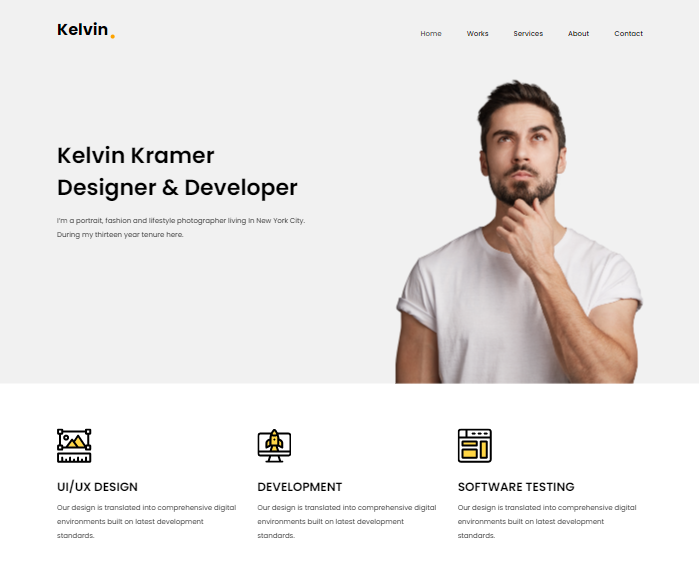 Kelvin.
Home Works Services About Contact
Kelvin Kramer
Designer & Developer
I'm a portrait, fashion and lifestyle photographer living in New York City.
During my thirteen year tenure here.
UI/UX DESIGN
Our design is translated into comprehensive digital
environments built on latest development
standards.
DEVELOPMENT
Our design is translated into comprehensive digital
environments built on latest development
standards.
SOFTWARE TESTING
Our design is translated into comprehensive digital
environments built on latest development
standards.